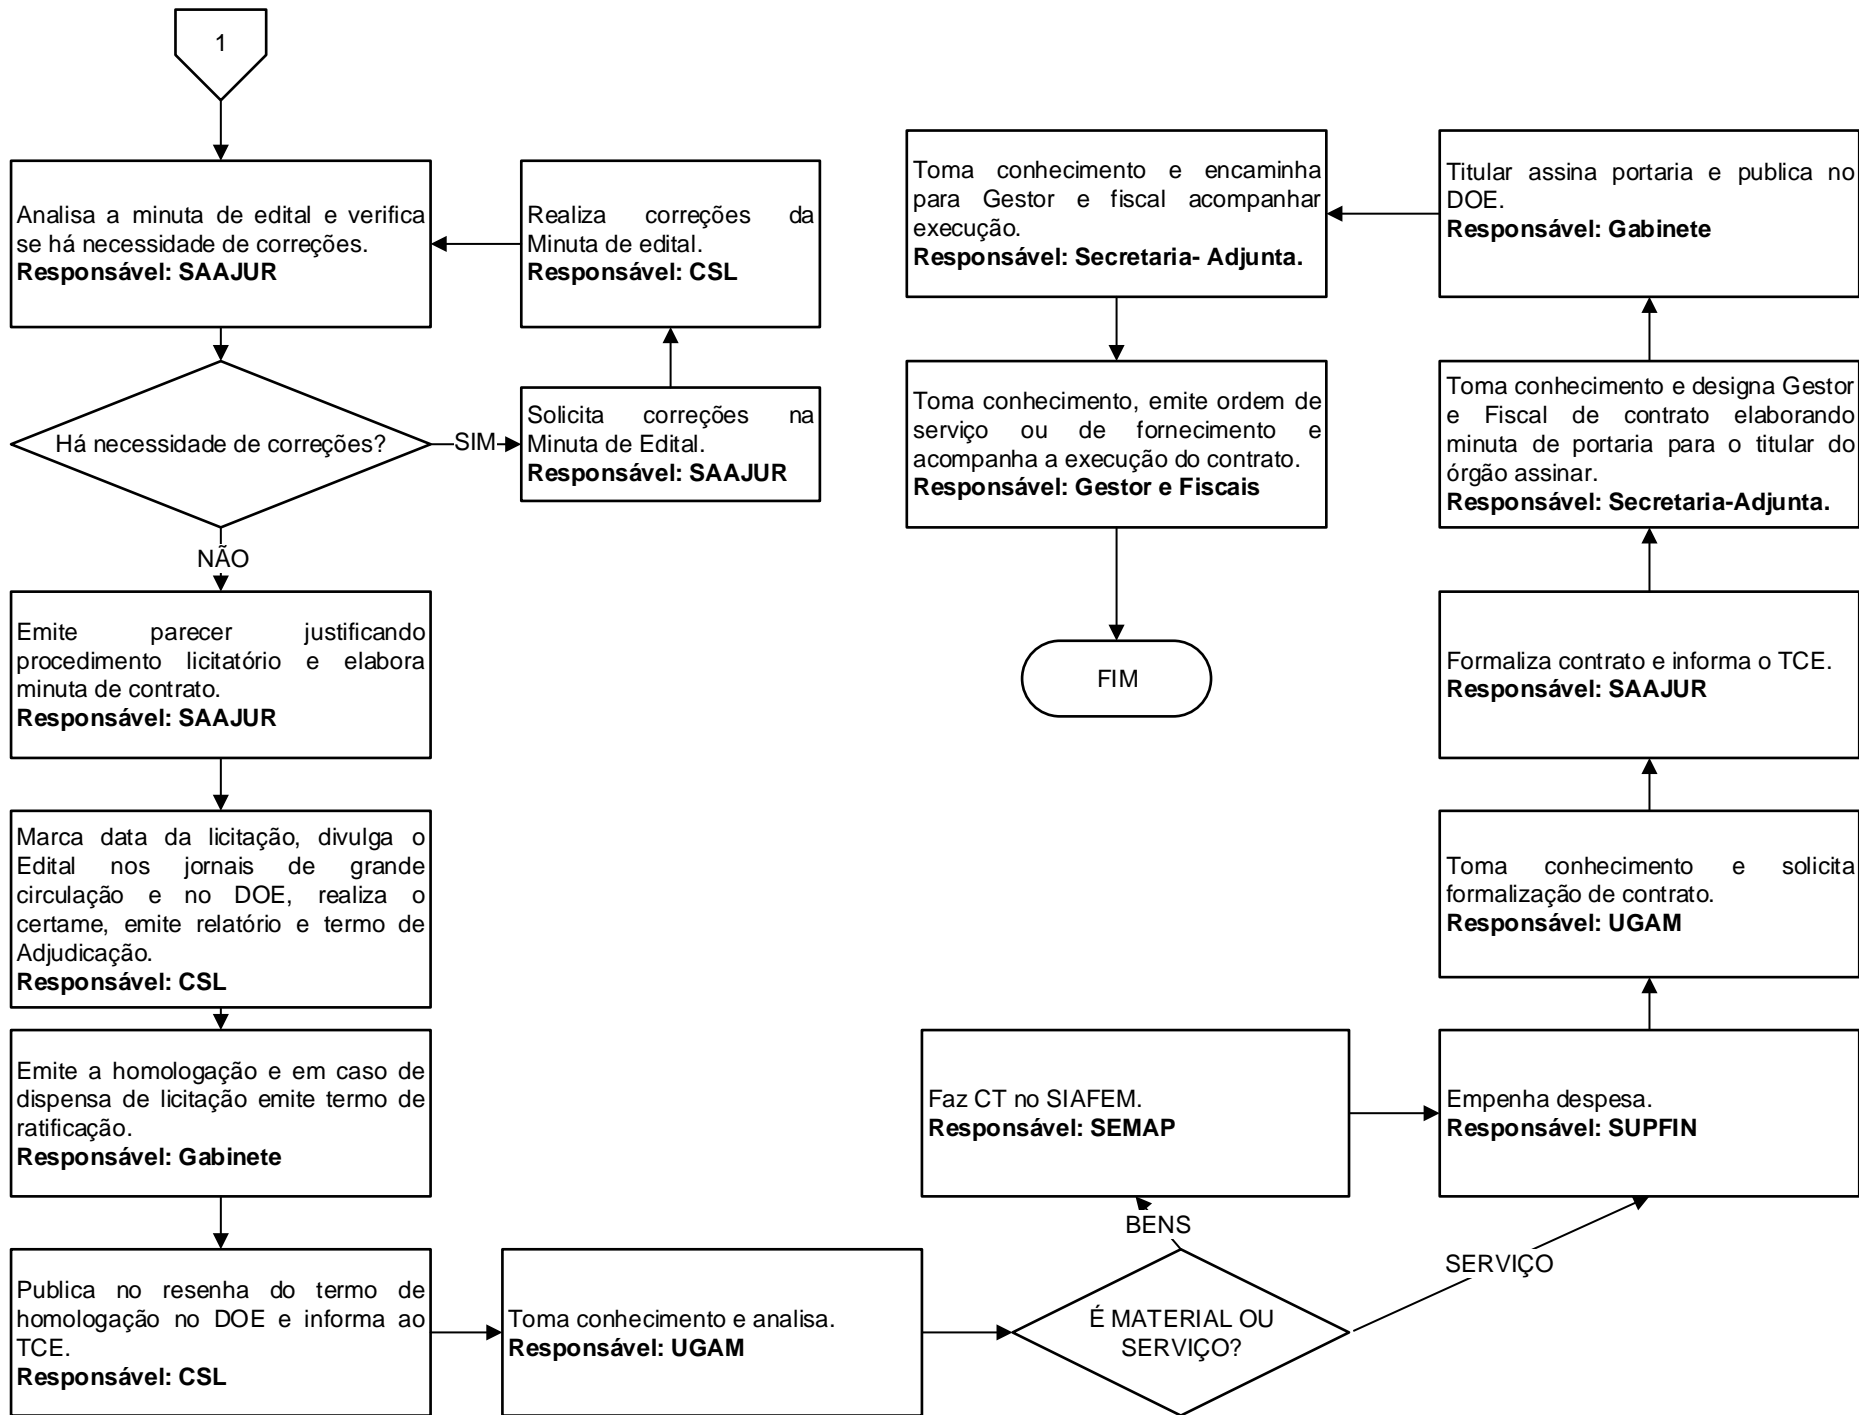 1
Analisa a minuta de edital e verifica
se há necessidade de correções.
Responsável: SAAJUR
Realiza correções da
Minuta de edital.
Responsável: CSL
Há necessidade de correções?
SIM
Solicita correções na
Minuta de Edital.
Responsável: SAAJUR
NÃO
Emite parecer justificando
procedimento licitatório e elabora
minuta de contrato.
Responsável: SAAJUR
Marca data da licitação, divulga o
Edital nos jornais de grande
circulação e no DOE, realiza o
certame, emite relatório e termo de
Adjudicação.
Responsável: CSL
Emite a homologação e em caso de
dispensa de licitação emite termo de
ratificação.
Responsável: Gabinete
Publica no resenha do termo de
homologação no DOE e informa ao
TCE.
Responsável: CSL
Toma conhecimento e analisa.
Responsável: UGAM
É MATERIAL OU
SERVIÇO?
BENS
SERVIÇO
Faz CT no SIAFEM.
Responsável: SEMAP
Empenha despesa.
Responsável: SUPFIN
Toma conhecimento e solicita
formalização de contrato.
Responsável: UGAM
Formaliza contrato e informa o TCE.
Responsável: SAAJUR
Toma conhecimento e designa Gestor
e Fiscal de contrato elaborando
minuta de portaria para o titular do
órgão assinar.
Responsável: Secretaria-Adjunta.
Titular assina portaria e publica no
DOE.
Responsável: Gabinete
Toma conhecimento e encaminha
para Gestor e fiscal acompanhar
execução.
Responsável: Secretaria- Adjunta.
Toma conhecimento, emite ordem de
serviço ou de fornecimento e
acompanha a execução do contrato.
Responsável: Gestor e Fiscais
FIM